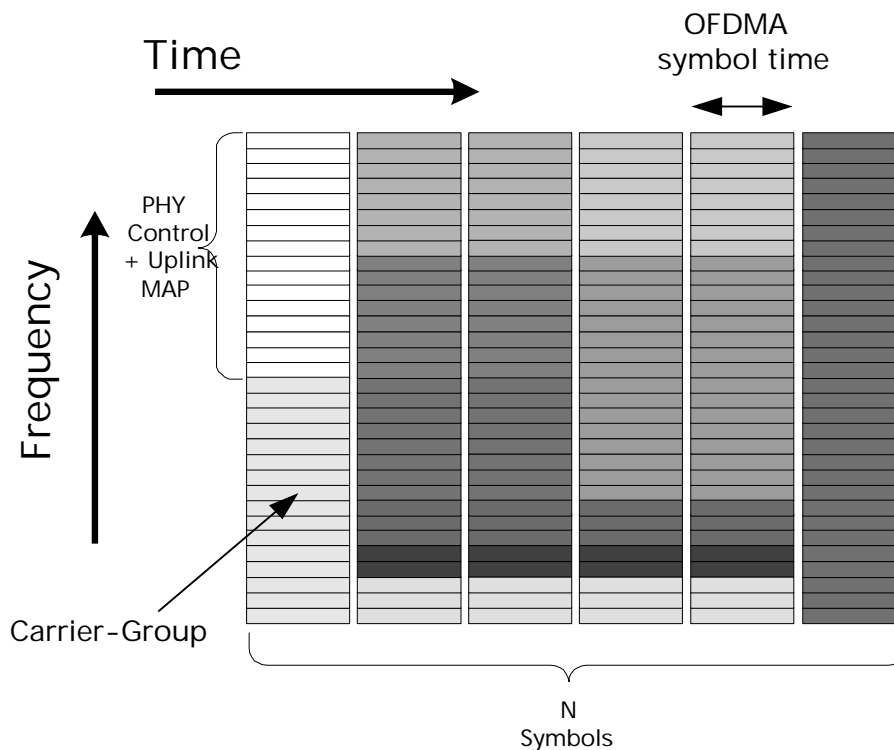 Time
OFDMA
symbol time
PHY
Control
+ Uplink
MAP
Frequency
Carrier-Group
N
Symbols